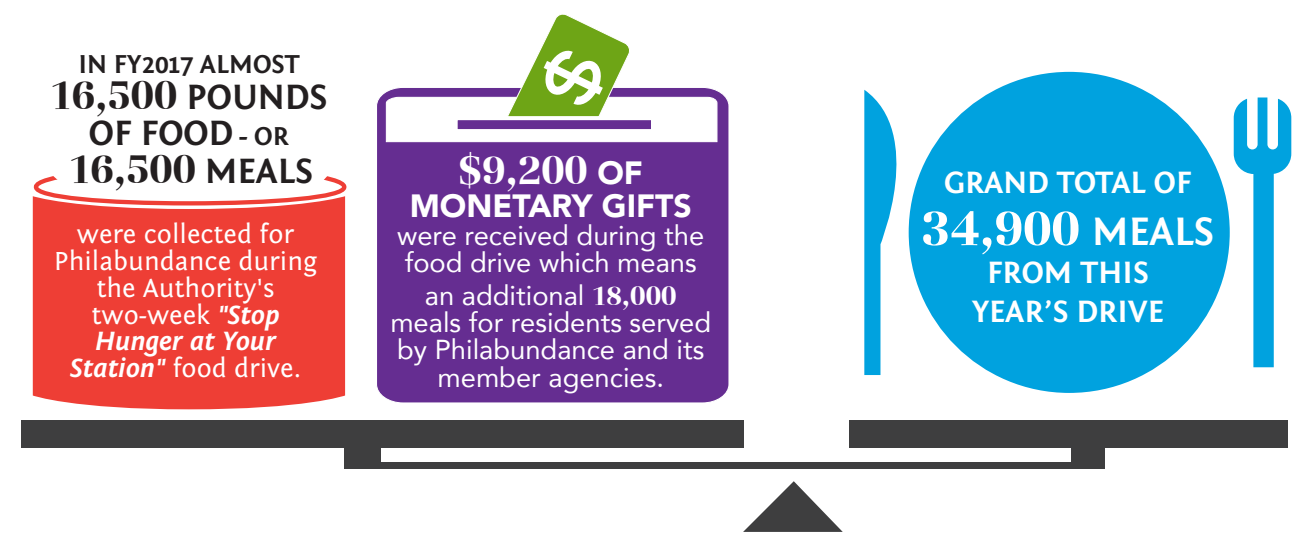 IN FY2017 ALMOST
16,500 POUNDS
OF FOOD - OR
16,500 MEALS
were collected for
Philabundance during
the Authority's
two-week "Stop
Hunger at Your
Station" food drive.
$
$9,200 OF
MONETARY GIFTS
were received during the
food drive which means
an additional 18,000
meals for residents served
by Philabundance and its
member agencies.
GRAND TOTAL OF
34,900 MEALS
FROM THIS
YEAR'S DRIVE